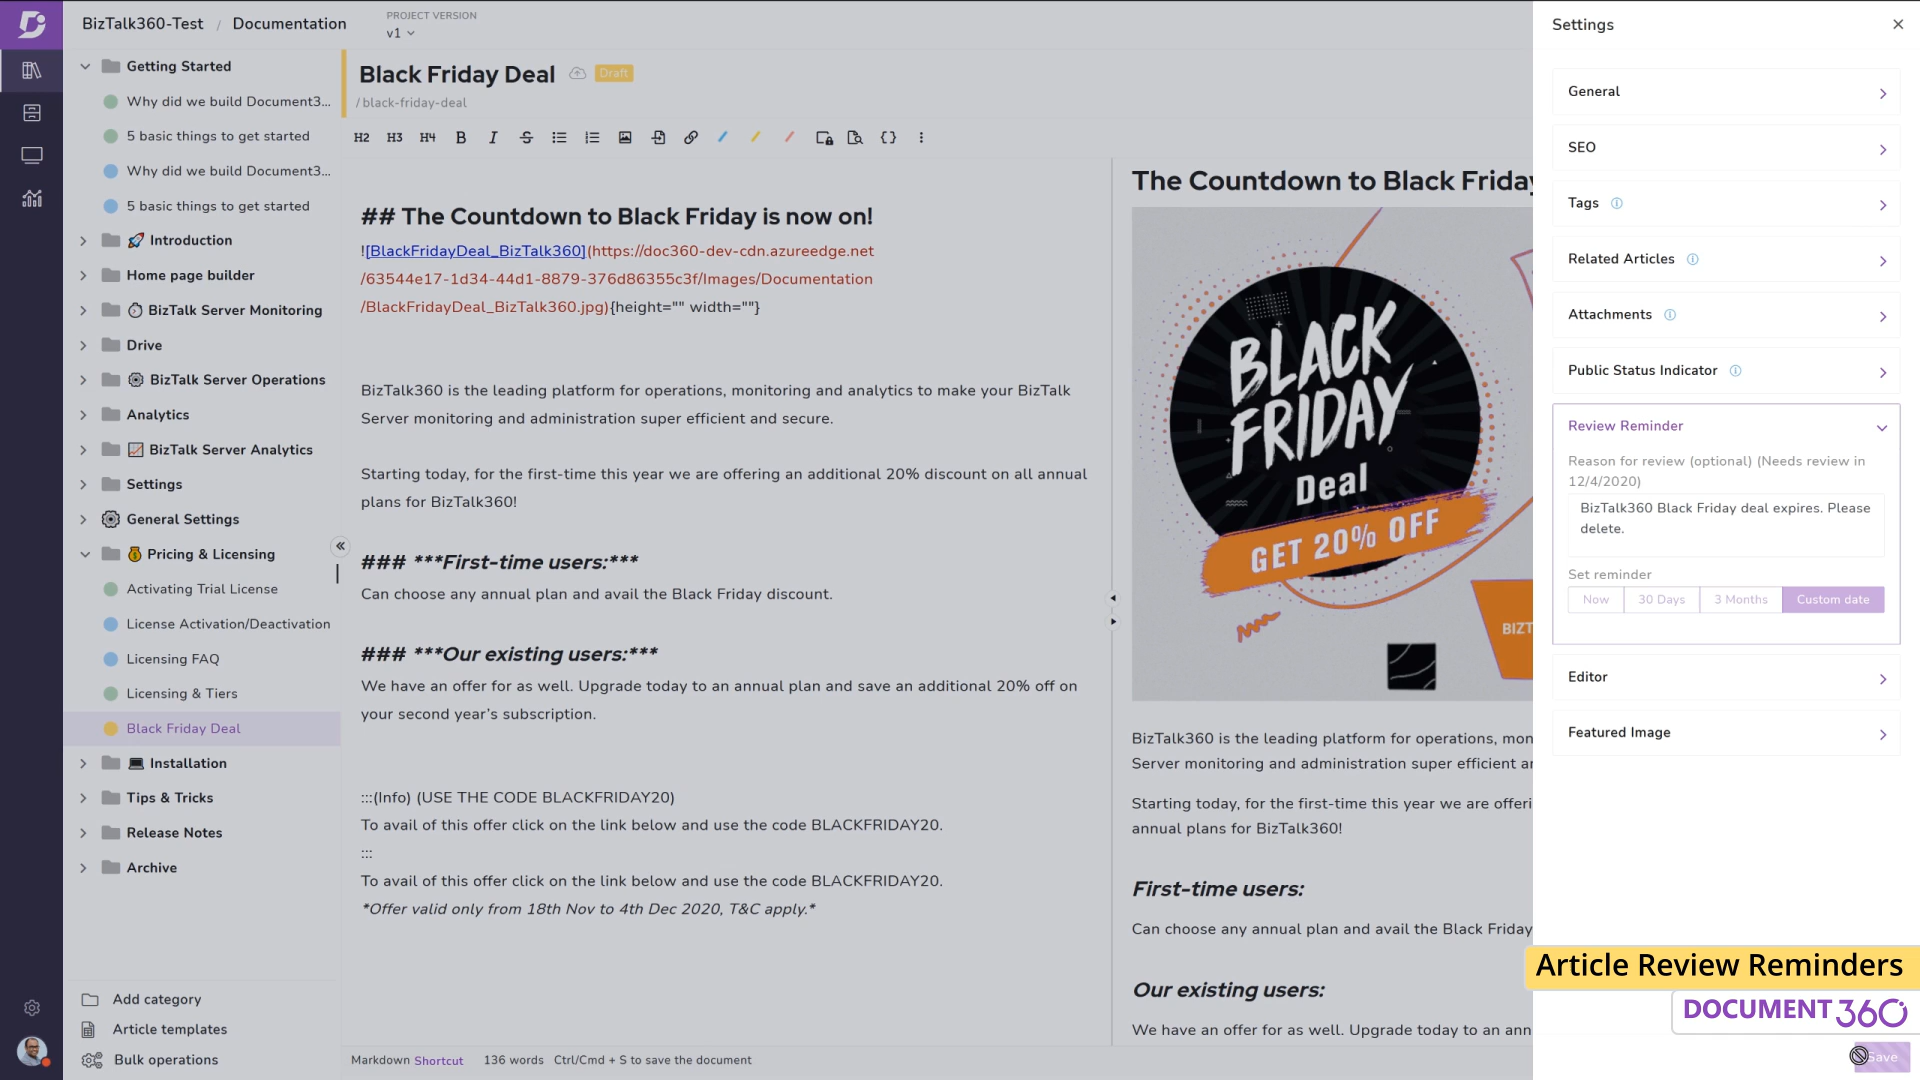 BizTalk360-Test / Documentation
PROJECT VERSION
v1
Getting Started
Why did we build Document3...
5 basic things to get started
Why did we build Document3...
5 basic things to get started
Introduction
Home page builder
BizTalk Server Monitoring
Drive
BizTalk Server Operations
Analytics
BizTalk Server Analytics
Settings
General Settings
Pricing & Licensing
Activating Trial License
License Activation/Deactivation
Licensing FAQ
Licensing & Tiers
Black Friday Deal
Installation
Tips & Tricks
Release Notes
Archive
Add category
Article templates
Bulk operations
Black Friday Deal Draft
/ black-friday-deal
H2 H3 H4 B I S
## The Countdown to Black Friday is now on!
![BlackFridayDeal_BizTalk360](https://doc360-dev-cdn.azureedge.net
/63544e17-1d34-44d1-8879-376d86355c3f/Images/Documentation
/BlackFridayDeal_BizTalk360.jpg){height="" width=""}
BizTalk360 is the leading platform for operations, monitoring and analytics to make your BizTalk
Server monitoring and administration super efficient and secure.
Starting today, for the first-time this year we are offering an additional 20% discount on all annual
plans for BizTalk360!
### ***First-time users:***
Can choose any annual plan and avail the Black Friday discount.
### ***Our existing users:***
We have an offer for as well. Upgrade today to an annual plan and save an additional 20% off on
your second year’s subscription.
:::(Info) (USE THE CODE BLACKFRIDAY20)
To avail of this offer click on the link below and use the code BLACKFRIDAY20.
:::
To avail of this offer click on the link below and use the code BLACKFRIDAY20.
*Offer valid only from 18th Nov to 4th Dec 2020, T&C apply.*
Markdown Shortcut 136 words Ctrl/Cmd + S to save the document
The Countdown to Black Friday
BLACK
FRIDAY
Deal
GET 20% OFF
BIZT
BizTalk360 is the leading platform for operations, mon
Server monitoring and administration super efficient an
Starting today, for the first-time this year we are offeri
annual plans for BizTalk360!
First-time users:
Can choose any annual plan and avail the Black Friday
Our existing users:
We have an offer for as well. Upgrade today to an ann
Settings
General
SEO
Tags
Related Articles
Attachments
Public Status Indicator
Review Reminder
Reason for review (optional) (Needs review in
12/4/2020)
BizTalk360 Black Friday deal expires. Please
delete.
Set reminder
Now 30 Days 3 Months Custom date
Editor
Featured Image
Article Review Reminders
DOCUMENT360
Save